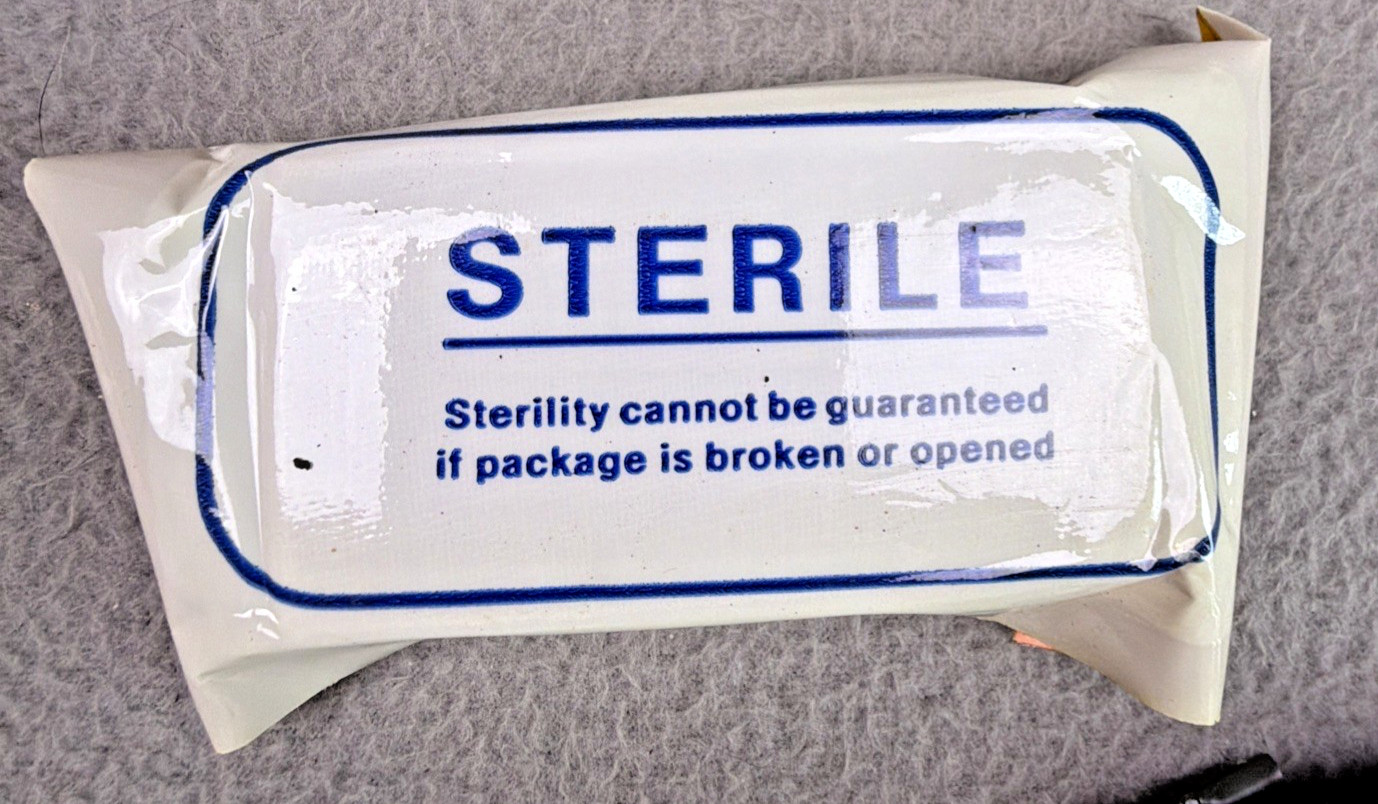 STERILE
Sterility cannot be guaranteed
if package is broken or opened